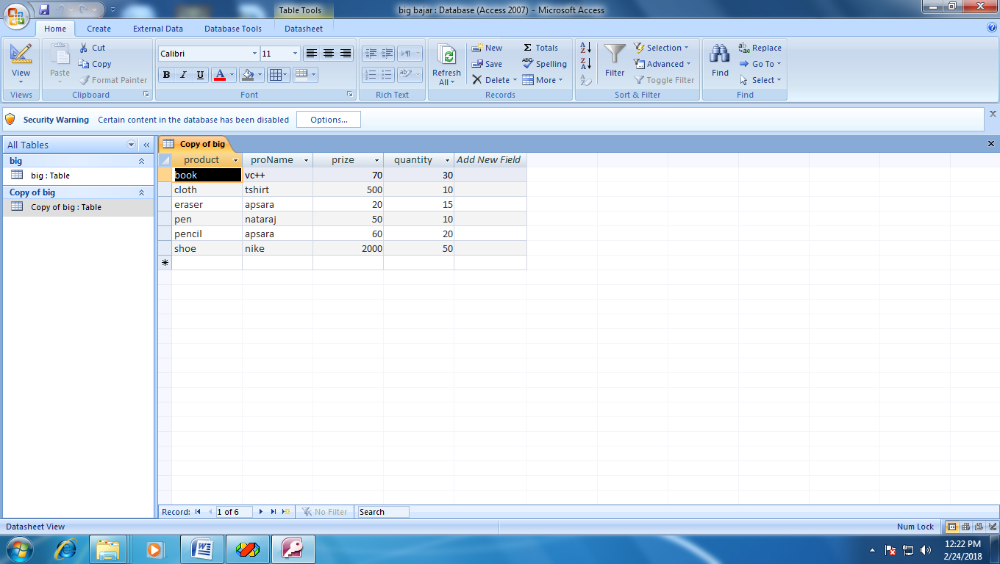 Table Tools big bajar : Database (Access 2007) - Microsoft Access
Home Create External Data Database Tools Datasheet
View
Views
Paste
Cut
Copy
Format Painter
Clipboard
Calibri 11
B I U A
Font
Rich Text
Refresh
All
New
Save
Delete
Σ Totals
ABC Spelling
More
Records
Filter
Selection
Advanced
Toggle Filter
Sort & Filter
Find
Replace
Go To
Select
Find
Security Warning Certain content in the database has been disabled Options...
All Tables
big
big : Table
Copy of big
Copy of big : Table
Copy of big
product proName prize quantity Add New Field
book vc++ 70 30
cloth tshirt 500 10
eraser apsara 20 15
pen nataraj 50 10
pencil apsara 60 20
shoe nike 2000 50
Record: 1 of 6 No Filter Search
Datasheet View Num Lock
12:22 PM
2/24/2018